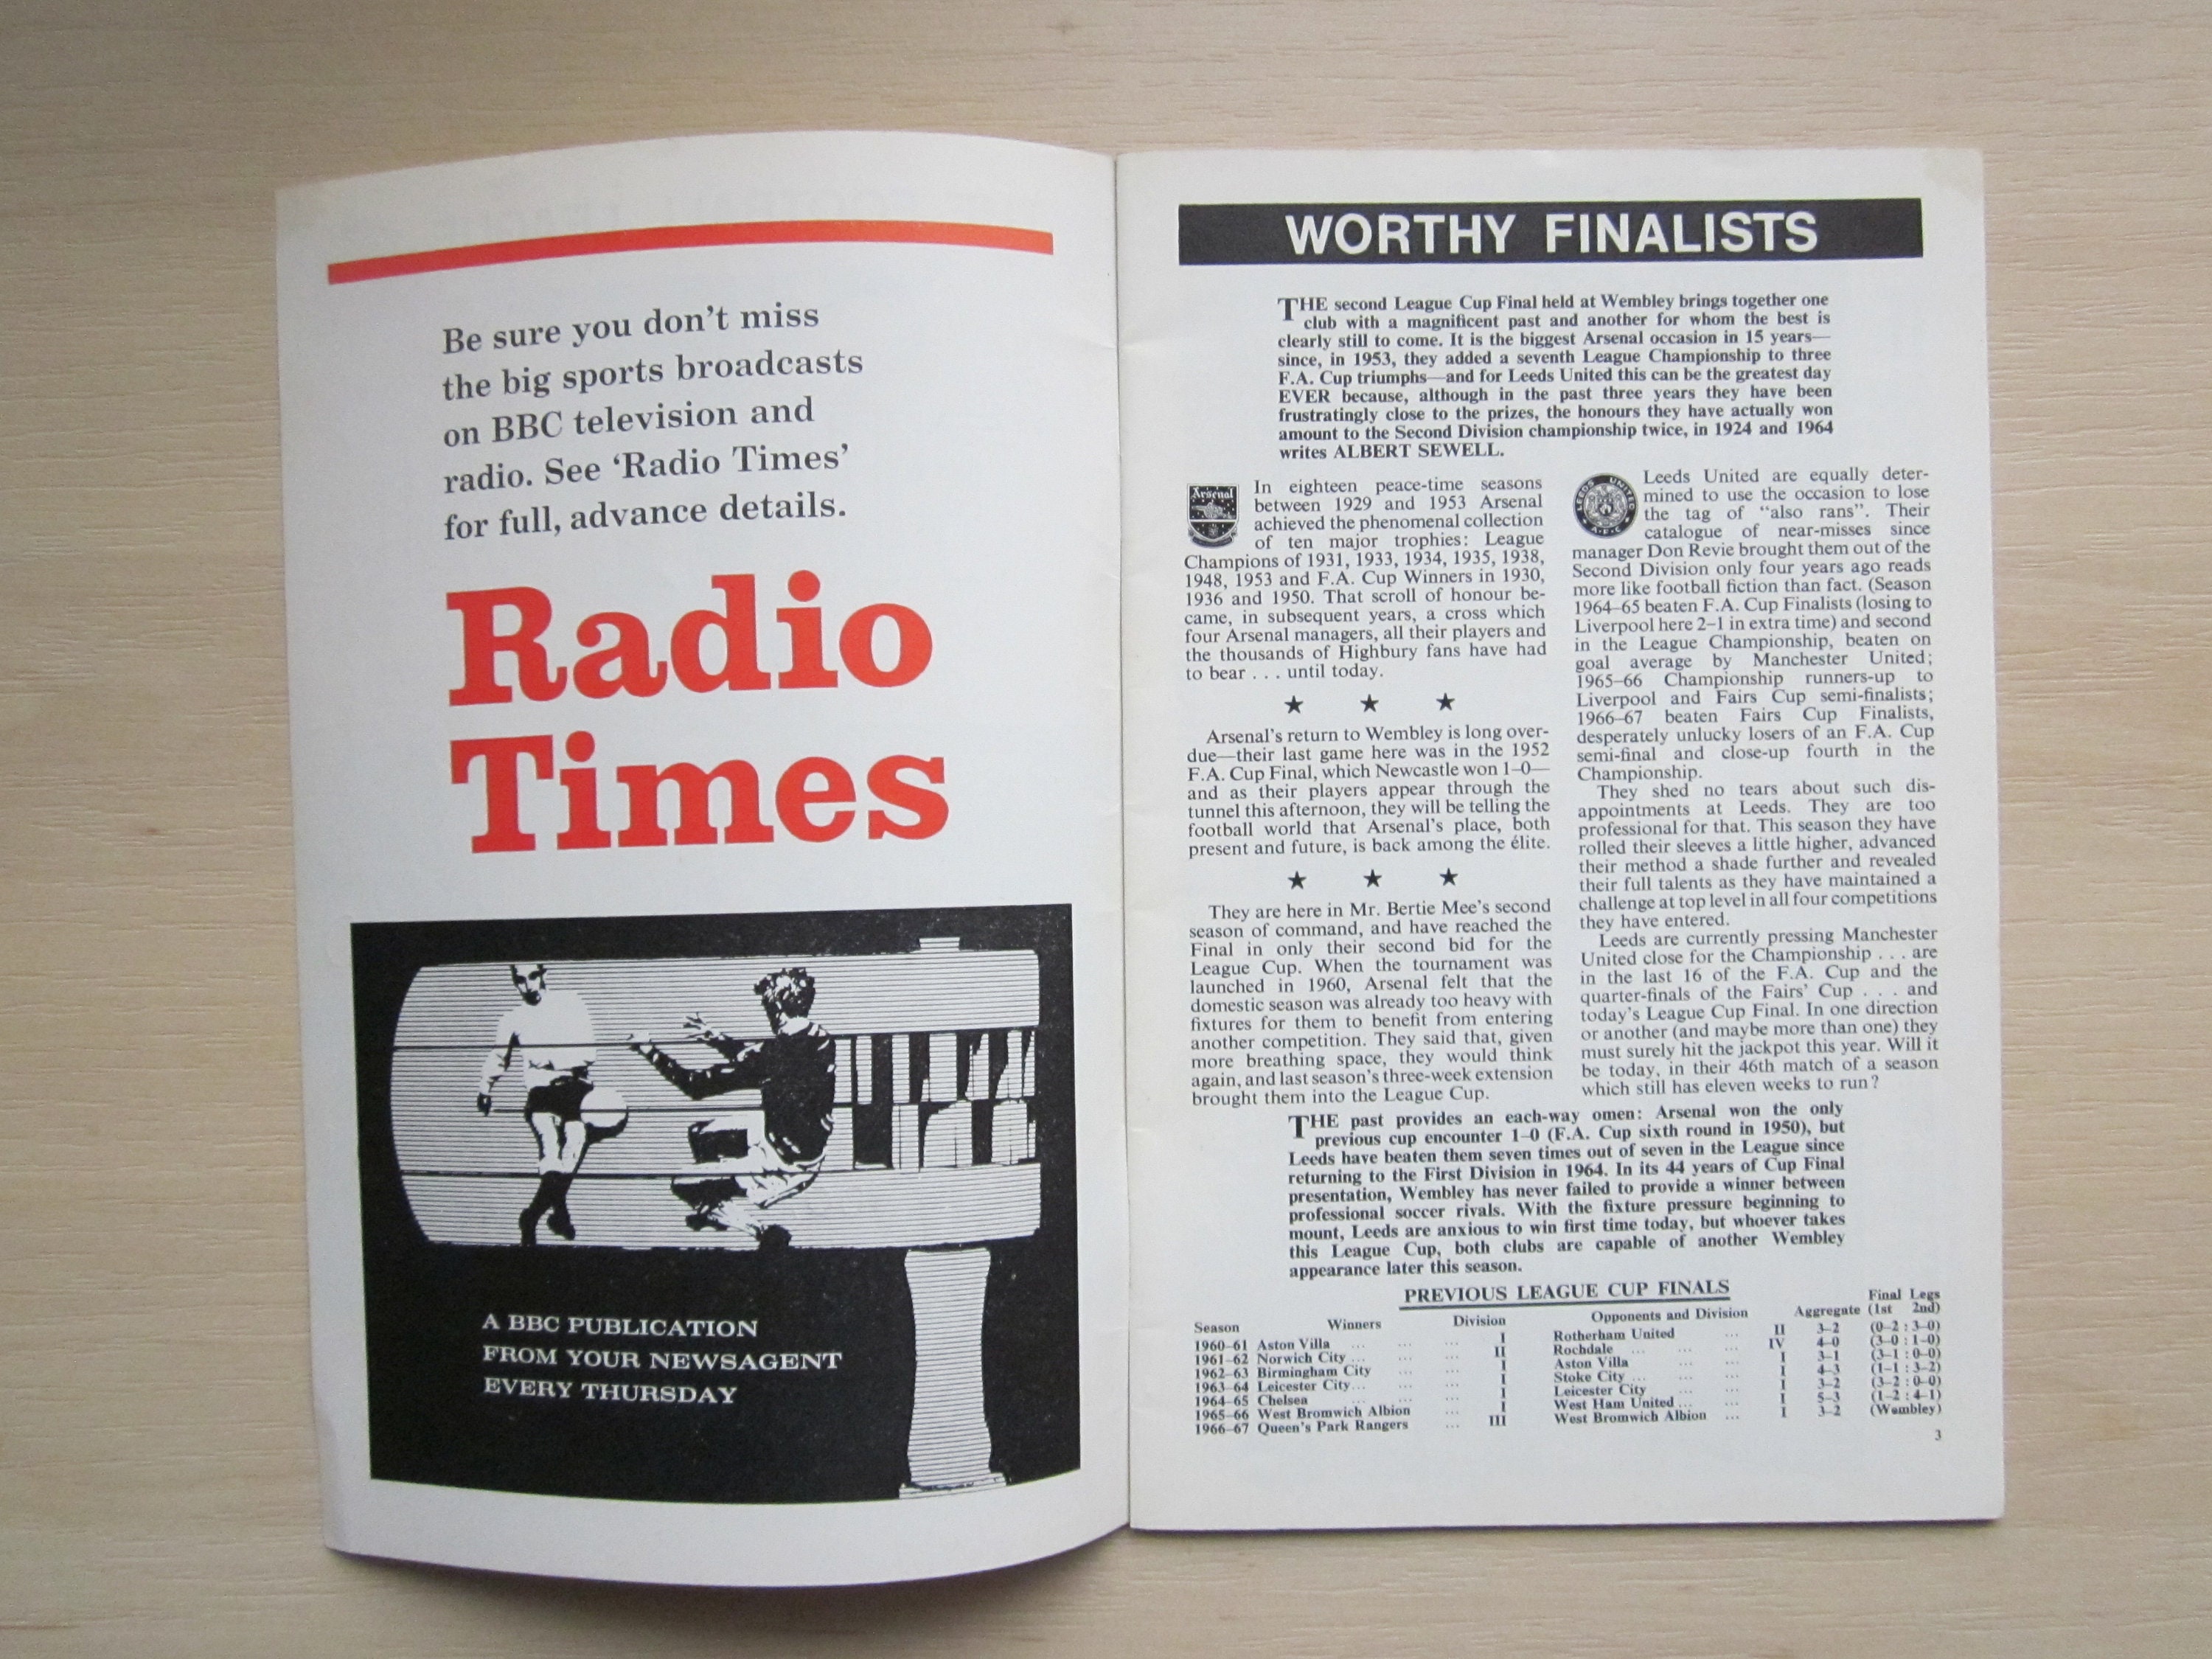 Be sure you don't miss
the big sports broadcasts
on BBC television and
radio. See 'Radio Times'
for full, advance details.
Radio
Times
A BBC PUBLICATION
FROM YOUR NEWSAGENT
EVERY THURSDAY
WORTHY FINALISTS
THE second League Cup Final held at Wembley brings together one
club with a magnificent past and another for whom the best is
clearly still to come. It is the biggest Arsenal occasion in 15 years—
since, in 1953, they added a seventh League Championship to three
F.A. Cup triumphs—and for Leeds United this can be the greatest day
EVER because, although in the past three years they have been
frustratingly close to the prizes, the honours they have actually won
amount to the Second Division championship twice, in 1924 and 1964
writes ALBERT SEWELL.
Arsenal
In eighteen peace-time seasons
between 1929 and 1953 Arsenal
achieved the phenomenal collection
of ten major trophies: League
Champions of 1931, 1933, 1934, 1935, 1938,
1948, 1953 and F.A. Cup Winners in 1930,
1936 and 1950. That scroll of honour be-
came, in subsequent years, a cross which
four Arsenal managers, all their players and
the thousands of Highbury fans have had
to bear . . . until today.
★ ★ ★
Arsenal's return to Wembley is long over-
due—their last game here was in the 1952
F.A. Cup Final, which Newcastle won 1–0—
and as their players appear through the
tunnel this afternoon, they will be telling the
football world that Arsenal's place, both
present and future, is back among the élite.
★ ★ ★
They are here in Mr. Bertie Mee's second
season of command, and have reached the
Final in only their second bid for the
League Cup. When the tournament was
launched in 1960, Arsenal felt that the
domestic season was already too heavy with
fixtures for them to benefit from entering
another competition. They said that, given
more breathing space, they would think
again, and last season's three-week extension
brought them into the League Cup.
LEEDS UNITED A.F.C.
Leeds United are equally deter-
mined to use the occasion to lose
the tag of "also rans". Their
catalogue of near-misses since
manager Don Revie brought them out of the
Second Division only four years ago reads
more like football fiction than fact. (Season
1964–65 beaten F.A. Cup Finalists (losing to
Liverpool here 2–1 in extra time) and second
in the League Championship, beaten on
goal average by Manchester United;
1965–66 Championship runners-up to
Liverpool and Fairs Cup semi-finalists;
1966–67 beaten Fairs Cup Finalists,
desperately unlucky losers of an F.A. Cup
semi-final and close-up fourth in the
Championship.
They shed no tears about such dis-
appointments at Leeds. They are too
professional for that. This season they have
rolled their sleeves a little higher, advanced
their method a shade further and revealed
their full talents as they have maintained a
challenge at top level in all four competitions
they have entered.
Leeds are currently pressing Manchester
United close for the Championship . . . are
in the last 16 of the F.A. Cup and the
quarter-finals of the Fairs' Cup . . . and
today's League Cup Final. In one direction
or another (and maybe more than one) they
must surely hit the jackpot this year. Will it
be today, in their 46th match of a season
which still has eleven weeks to run?
THE past provides an each-way omen: Arsenal won the only
previous cup encounter 1–0 (F.A. Cup sixth round in 1950), but
Leeds have beaten them seven times out of seven in the League since
returning to the First Division in 1964. In its 44 years of Cup Final
presentation, Wembley has never failed to provide a winner between
professional soccer rivals. With the fixture pressure beginning to
mount, Leeds are anxious to win first time today, but whoever takes
this League Cup, both clubs are capable of another Wembley
appearance later this season.
PREVIOUS LEAGUE CUP FINALS
Season Winners Division Opponents and Division Aggregate Final Legs (1st 2nd)
1960–61 Aston Villa ... ... I Rotherham United ... II 3–2 (0–2 : 3–0)
1961–62 Norwich City ... ... II Rochdale ... ... IV 4–0 (3–0 : 1–0)
1962–63 Birmingham City ... I Aston Villa ... ... I 3–1 (3–1 : 0–0)
1963–64 Leicester City ... ... I Stoke City ... ... I 4–3 (1–1 : 3–2)
1964–65 Chelsea ... ... I Leicester City ... ... I 3–2 (3–2 : 0–0)
1965–66 West Bromwich Albion ... I West Ham United ... ... I 5–3 (1–2 : 4–1)
1966–67 Queen's Park Rangers ... III West Bromwich Albion ... I 3–2 (Wembley)
3